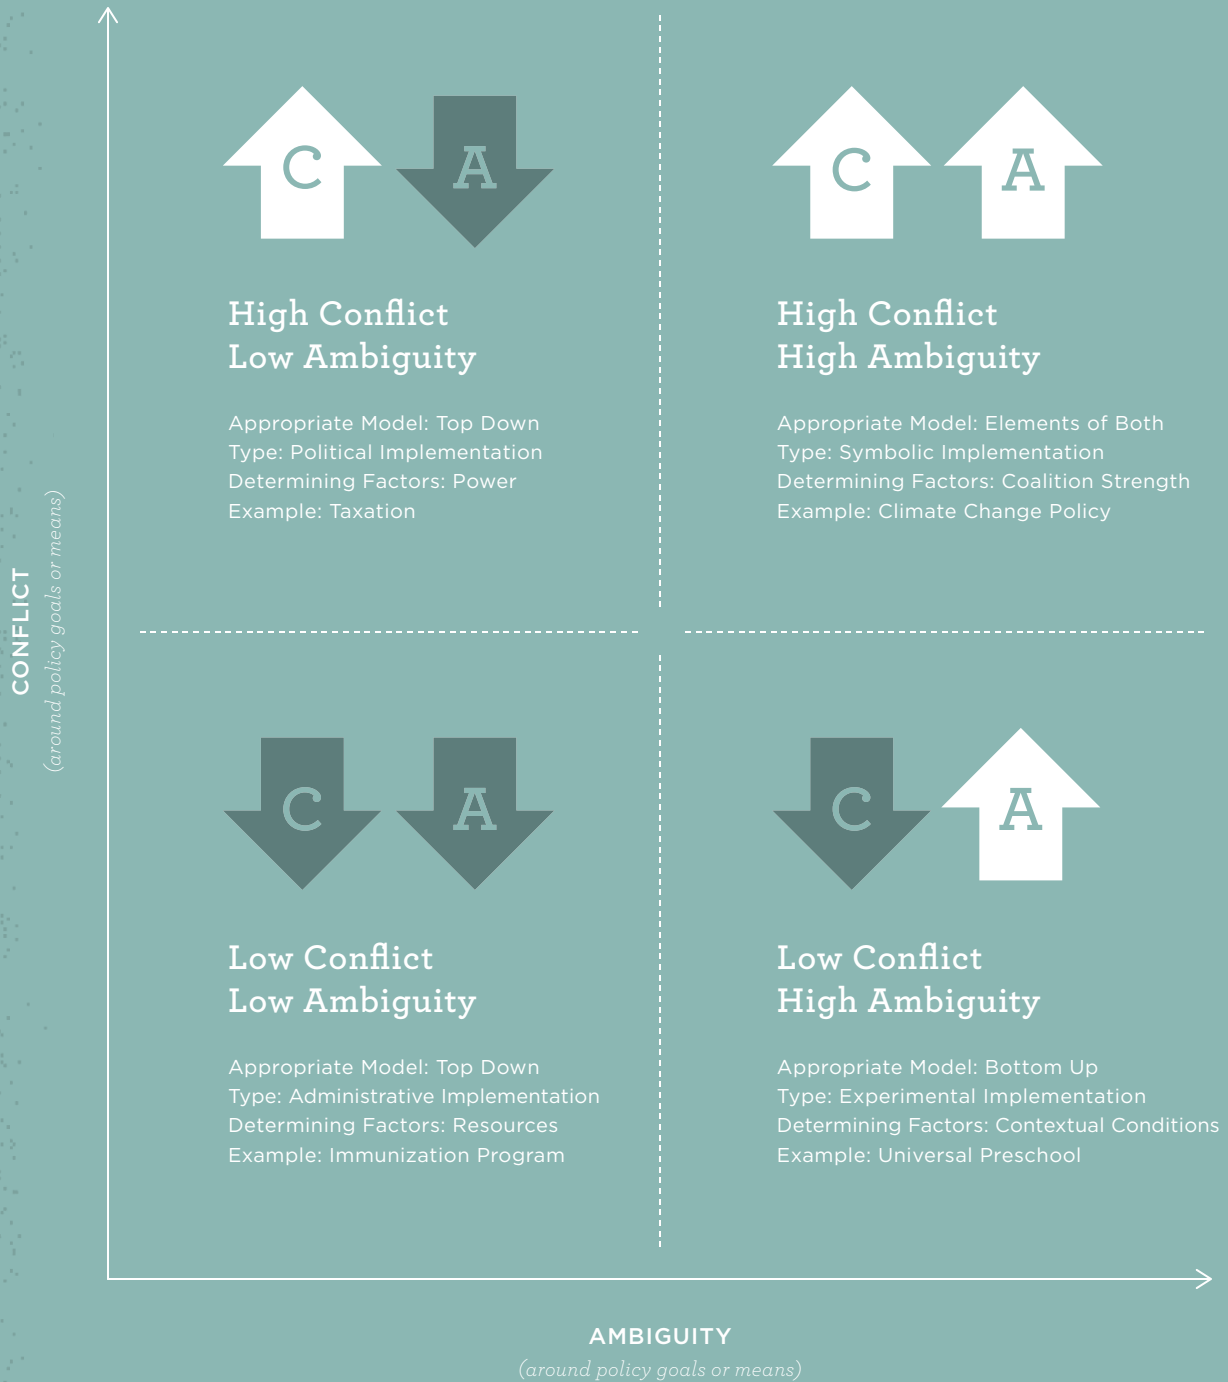 C A
High Conflict
Low Ambiguity
Appropriate Model: Top Down
Type: Political Implementation
Determining Factors: Power
Example: Taxation
C A
High Conflict
High Ambiguity
Appropriate Model: Elements of Both
Type: Symbolic Implementation
Determining Factors: Coalition Strength
Example: Climate Change Policy
CONFLICT
(around policy goals or means)
C A
Low Conflict
Low Ambiguity
Appropriate Model: Top Down
Type: Administrative Implementation
Determining Factors: Resources
Example: Immunization Program
C A
Low Conflict
High Ambiguity
Appropriate Model: Bottom Up
Type: Experimental Implementation
Determining Factors: Contextual Conditions
Example: Universal Preschool
AMBIGUITY
(around policy goals or means)